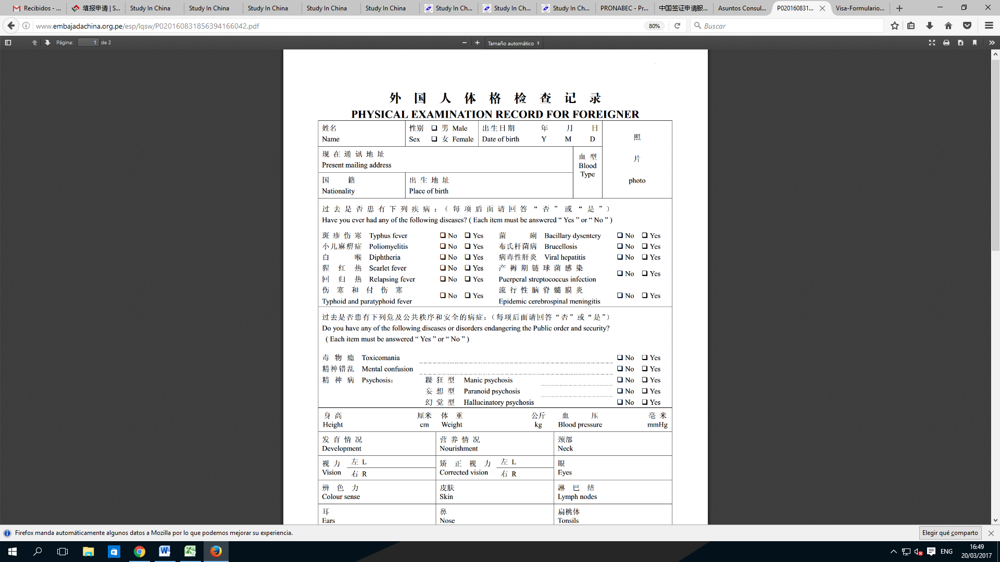 Recibidos - ...
填报申请 | S...
Study In China
Study In China
Study In China
Study In China
Study In China
Study In Ch...
Study In Ch...
Study In Ch...
PRONABEC - Pr...
中国签证申请服...
Asuntos Consul...
P020160831...
Visa-Formulario...
www.embajadachina.org.pe/esp/lqsw/P020160831856394166042.pdf
80%
Buscar
Página: 1 de 2
Tamaño automático
外国人体格检查记录
PHYSICAL EXAMINATION RECORD FOR FOREIGNER
姓名
Name
性别 男 Male
Sex 女 Female
出生日期 年 月 日
Date of birth Y M D
照
片
photo
现在通讯地址
Present mailing address
血型
Blood
Type
国籍
Nationality
出生地址
Place of birth
过去是否患有下列疾病：（每项后面请回答“否”或“是”）
Have you ever had any of the following diseases? ( Each item must be answered “ Yes ” or “ No ” )
斑疹伤寒 Typhus fever No Yes 菌痢 Bacillary dysentery No Yes
小儿麻痹症 Poliomyelitis No Yes 布氏杆菌病 Brucellosis No Yes
白喉 Diphtheria No Yes 病毒性肝炎 Viral hepatitis No Yes
猩红热 Scarlet fever No Yes 产褥期链球菌感染
回归热 Relapsing fever No Yes Puerperal streptococcus infection No Yes
伤寒和付伤寒 流行性脑脊髓膜炎
Typhoid and paratyphoid fever No Yes Epidemic cerebrospinal meningitis No Yes
过去是否患有下列危及公共秩序和安全的病症：（每项后面请回答“否”或“是”）
Do you have any of the following diseases or disorders endangering the Public order and security?
( Each item must be answered “ Yes ” or “ No ” )
毒物瘾 Toxicomania No Yes
精神错乱 Mental confusion No Yes
精神病 Psychosis： 躁狂型 Manic psychosis No Yes
妄想型 Paranoid psychosis No Yes
幻觉型 Hallucinatory psychosis No Yes
身高 厘米 体重 公斤 血压 毫米
Height cm Weight kg Blood pressure mmHg
发育情况 营养情况 颈部
Development Nourishment Neck
视力 左 L 矫正视力 左 L 眼
Vision 右 R Corrected vision 右 R Eyes
辨色力 皮肤 淋巴结
Colour sense Skin Lymph nodes
耳 鼻 扁桃体
Ears Nose Tonsils
Firefox manda automáticamente algunos datos a Mozilla por lo que podemos mejorar su experiencia.
Elegir qué comparto
ENG
16:49
20/03/2017